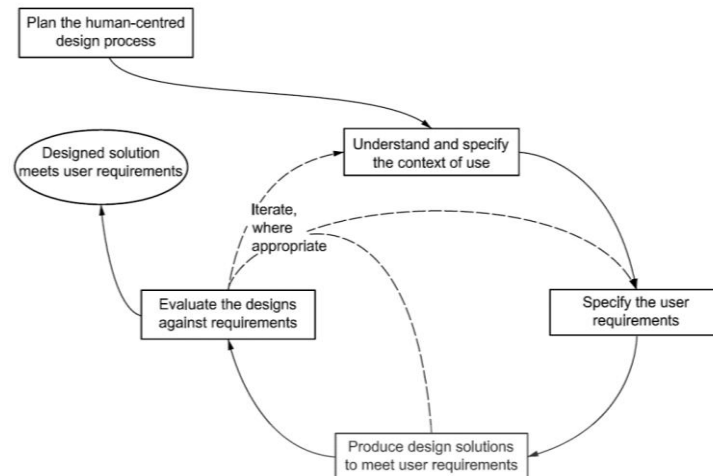 Plan the human-centred
design process
Understand and specify
the context of use
Designed solution
meets user requirements
Iterate,
where
appropriate
Evaluate the designs
against requirements
Specify the user
requirements
Produce design solutions
to meet user requirements